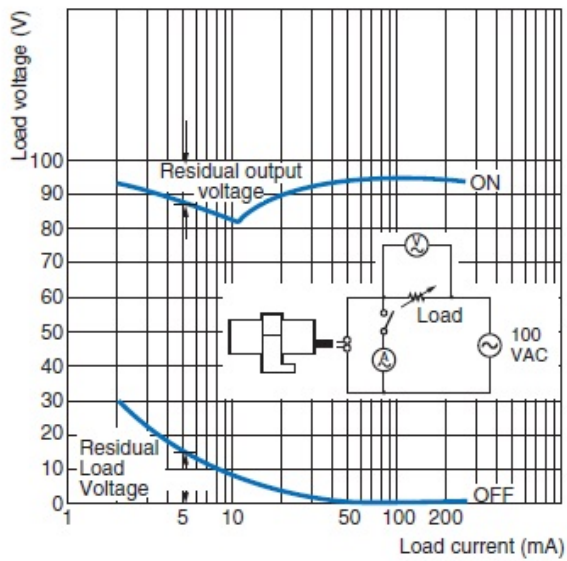 Load voltage (V)
100
90
80
70
60
50
40
30
20
10
0
Residual output
voltage
ON
V
Load
A
100
VAC
Residual
Load
Voltage
OFF
1
5
10
50
100
200
Load current (mA)